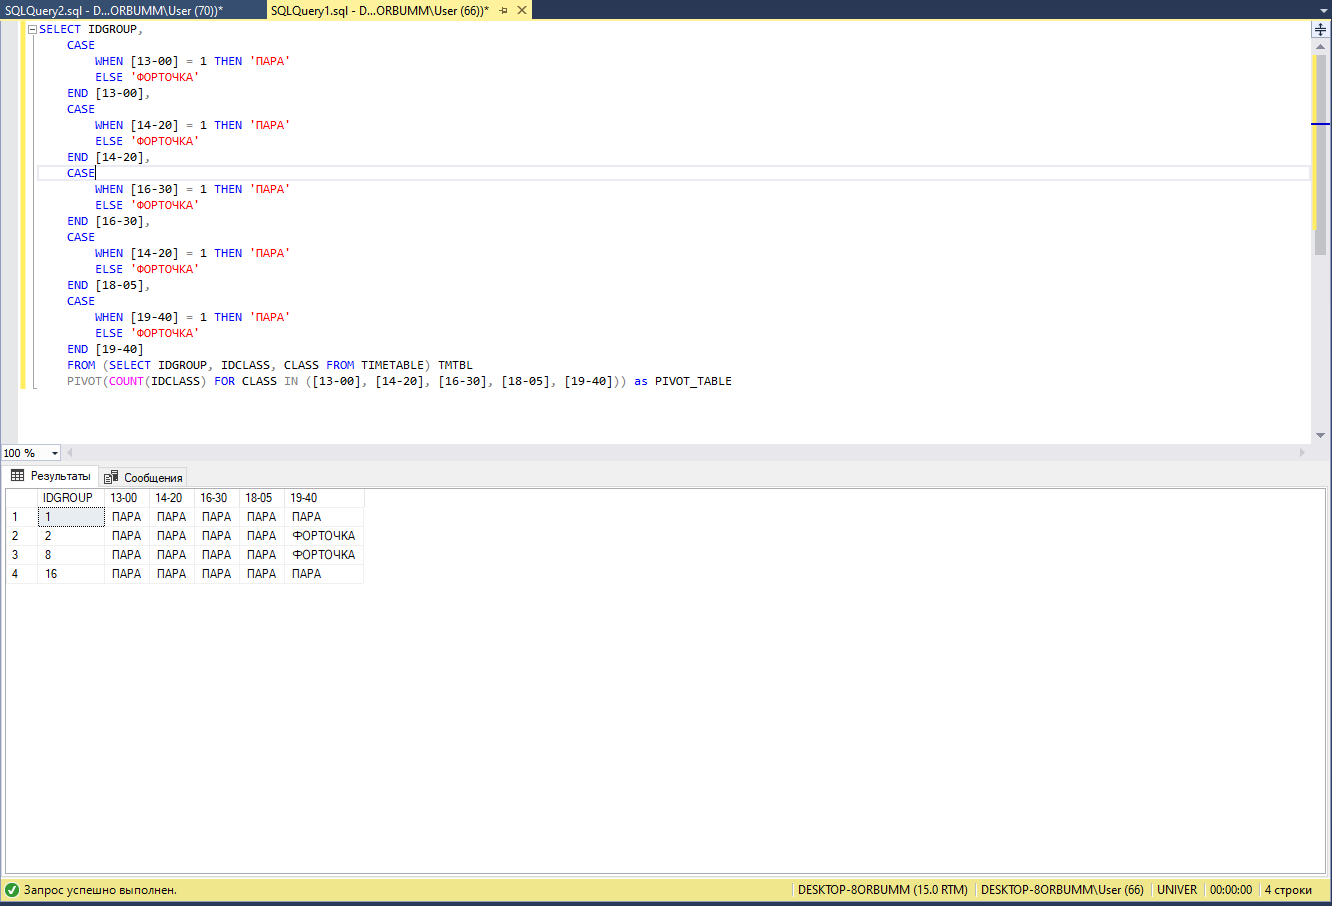 SQLQuery2.sql - D...ORBUMM\User (70))*
SQLQuery1.sql - D...ORBUMM\User (66))*
SELECT IDGROUP,
CASE
WHEN [13-00] = 1 THEN 'ПАРА'
ELSE 'ФОРТОЧКА'
END [13-00],
CASE
WHEN [14-20] = 1 THEN 'ПАРА'
ELSE 'ФОРТОЧКА'
END [14-20],
CASE
WHEN [16-30] = 1 THEN 'ПАРА'
ELSE 'ФОРТОЧКА'
END [16-30],
CASE
WHEN [14-20] = 1 THEN 'ПАРА'
ELSE 'ФОРТОЧКА'
END [18-05],
CASE
WHEN [19-40] = 1 THEN 'ПАРА'
ELSE 'ФОРТОЧКА'
END [19-40]
FROM (SELECT IDGROUP, IDCLASS, CLASS FROM TIMETABLE) TMTBL
PIVOT(COUNT(IDCLASS) FOR CLASS IN ([13-00], [14-20], [16-30], [18-05], [19-40])) as PIVOT_TABLE
100 %
Результаты Сообщения
IDGROUP 13-00 14-20 16-30 18-05 19-40
1 1 ПАРА ПАРА ПАРА ПАРА ПАРА
2 2 ПАРА ПАРА ПАРА ПАРА ФОРТОЧКА
3 8 ПАРА ПАРА ПАРА ПАРА ФОРТОЧКА
4 16 ПАРА ПАРА ПАРА ПАРА ПАРА
Запрос успешно выполнен. DESKTOP-8ORBUMM (15.0 RTM) DESKTOP-8ORBUMM\User (66) UNIVER 00:00:00 4 строки